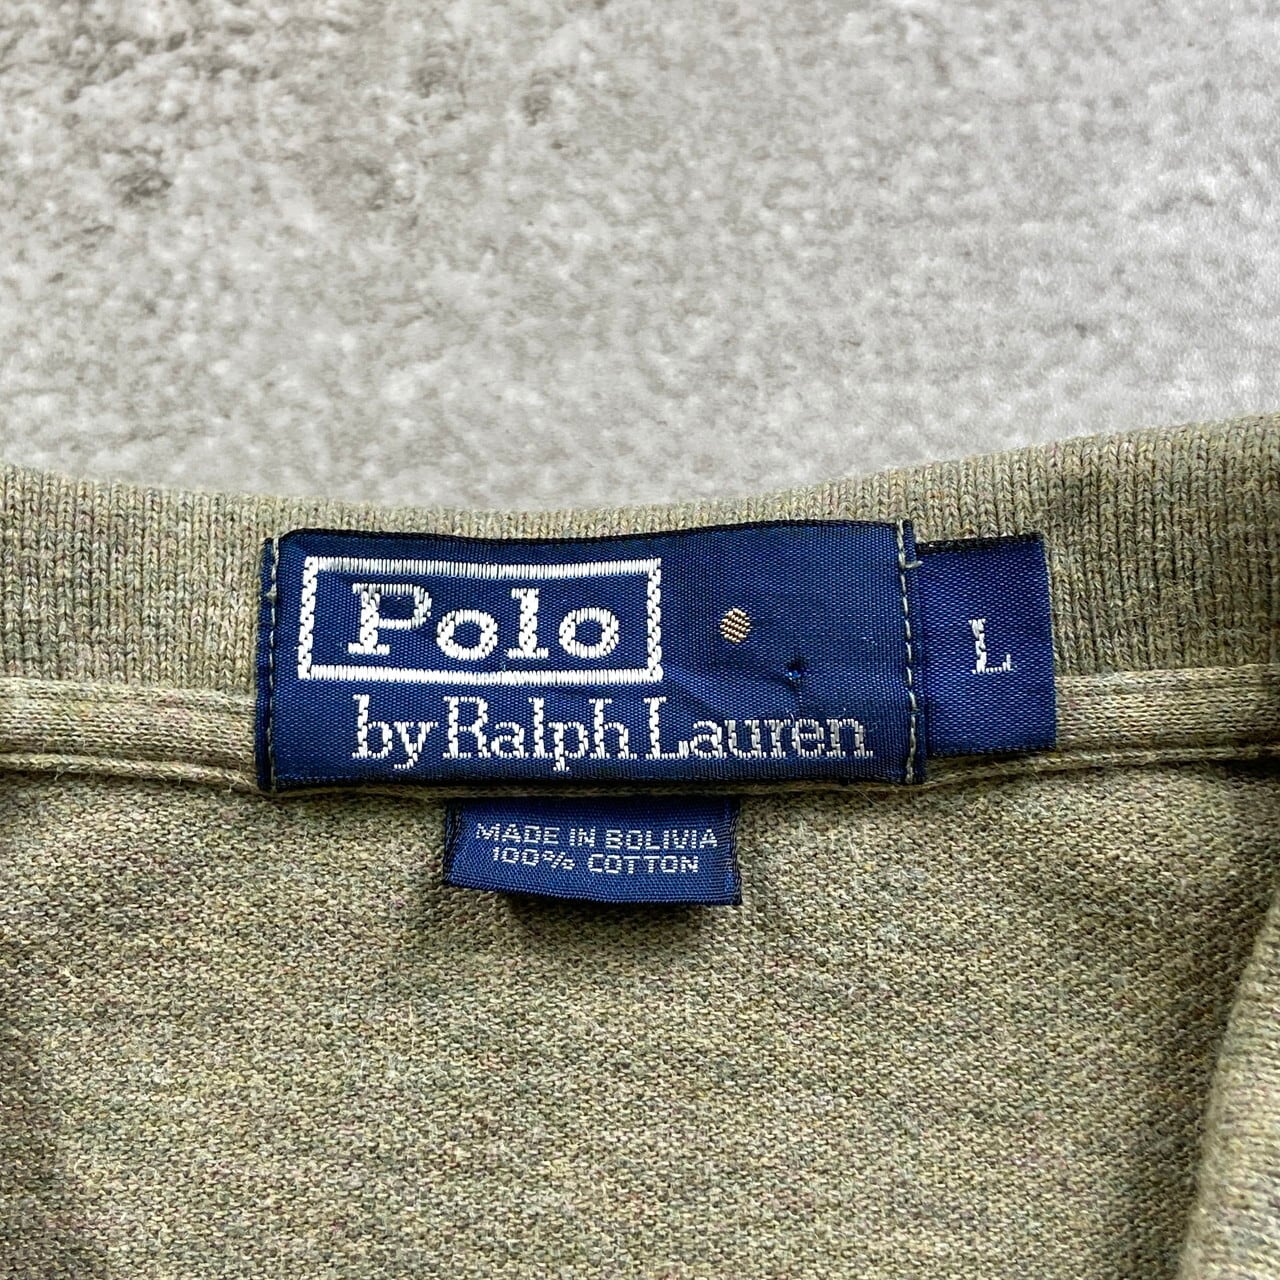 Polo
by Ralph Lauren
L
MADE IN BOLIVIA
100% COTTON